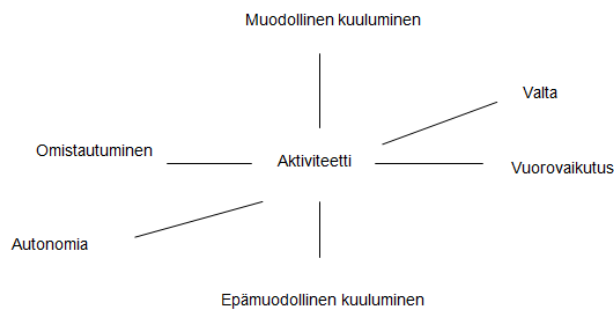 Muodollinen kuuluminen
Valta
Omistautuminen
Aktiviteetti
Vuorovaikutus
Autonomia
Epämuodollinen kuuluminen